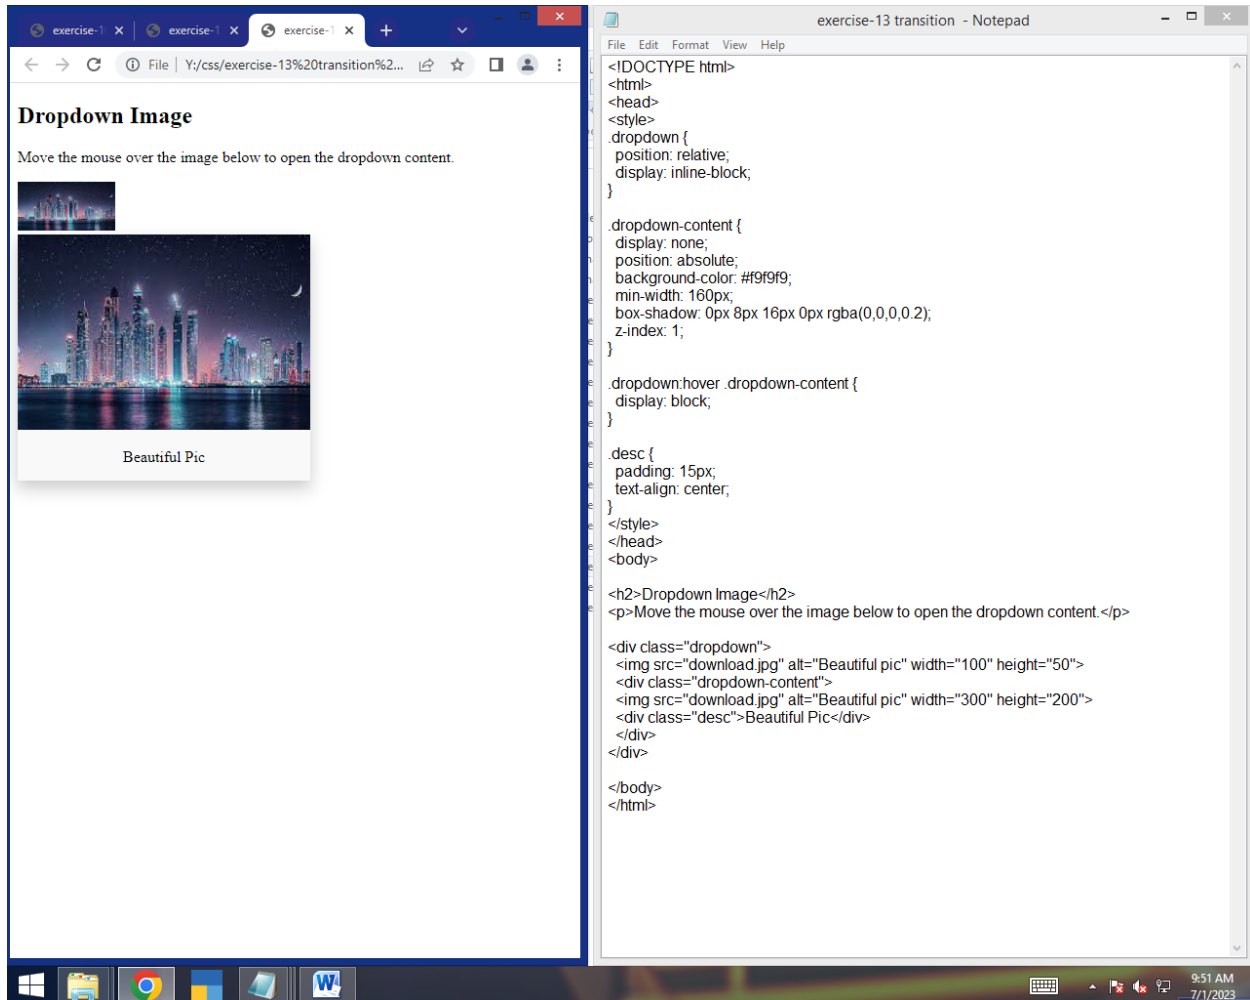 exercise-1
exercise-1
exercise-1
File
Y:/css/exercise-13%20transition%2...
Dropdown Image
Move the mouse over the image below to open the dropdown content.
Beautiful Pic
exercise-13 transition - Notepad
File Edit Format View Help
<!DOCTYPE html>
<html>
<head>
<style>
.dropdown {
  position: relative;
  display: inline-block;
}

.dropdown-content {
  display: none;
  position: absolute;
  background-color: #f9f9f9;
  min-width: 160px;
  box-shadow: 0px 8px 16px 0px rgba(0,0,0,0.2);
  z-index: 1;
}

.dropdown:hover .dropdown-content {
  display: block;
}

.desc {
  padding: 15px;
  text-align: center;
}
</style>
</head>
<body>

<h2>Dropdown Image</h2>
<p>Move the mouse over the image below to open the dropdown content.</p>

<div class="dropdown">
  <img src="download.jpg" alt="Beautiful pic" width="100" height="50">
  <div class="dropdown-content">
  <img src="download.jpg" alt="Beautiful pic" width="300" height="200">
  <div class="desc">Beautiful Pic</div>
  </div>
</div>

</body>
</html>
9:51 AM
7/1/2023